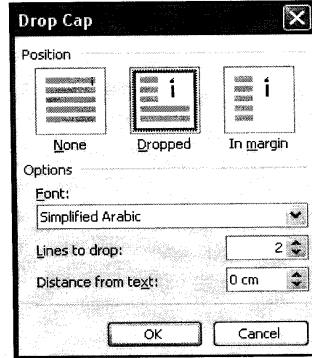 Drop Cap
Position
None Dropped In margin
Options
Font:
Simplified Arabic
Lines to drop: 2
Distance from text: 0 cm
OK Cancel